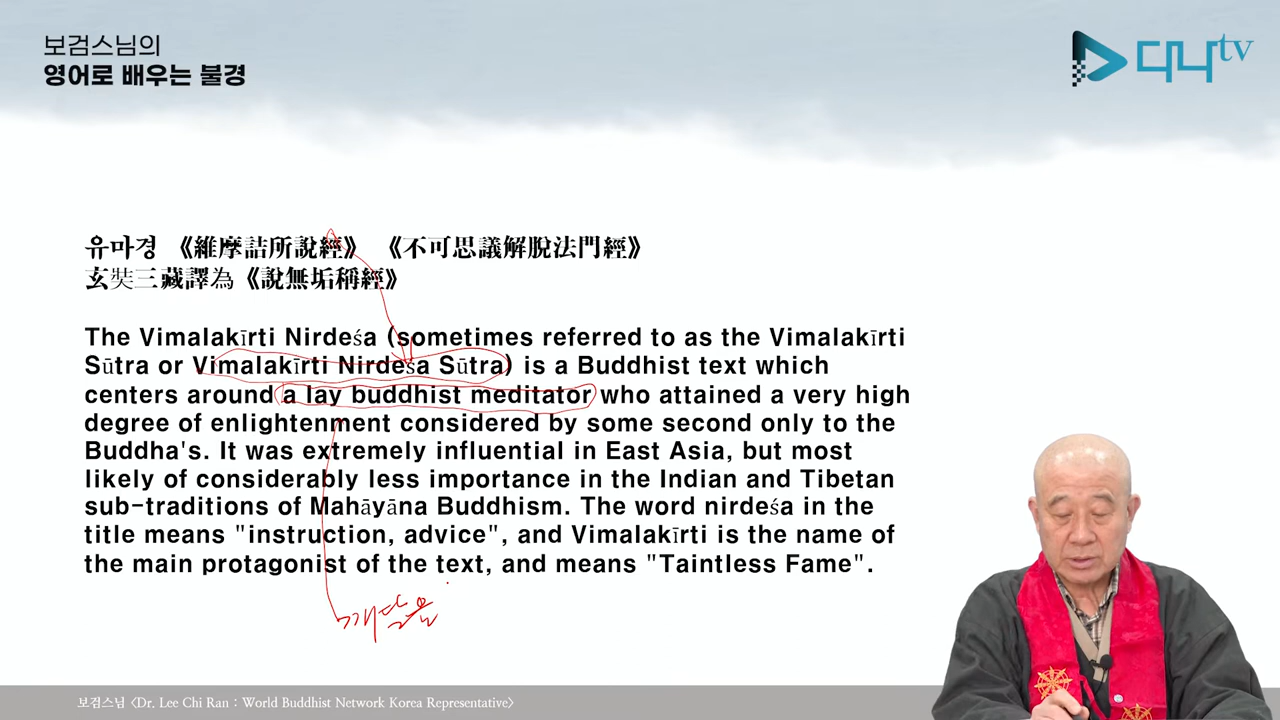 보검스님의
영어로 배우는 불경
다나tv
유마경 《維摩詰所說經》 《不可思議解脫法門經》
玄奘三藏譯為《說無垢稱經》
The Vimalakīrti Nirdeśa (sometimes referred to as the Vimalakīrti
Sūtra or Vimalakīrti Nirdeśa Sūtra) is a Buddhist text which
centers around a lay buddhist meditator who attained a very high
degree of enlightenment considered by some second only to the
Buddha's. It was extremely influential in East Asia, but most
likely of considerably less importance in the Indian and Tibetan
sub-traditions of Mahāyāna Buddhism. The word nirdeśa in the
title means "instruction, advice", and Vimalakīrti is the name of
the main protagonist of the text, and means "Taintless Fame".
깨달음
보검스님 <Dr. Lee Chi Ran : World Buddhist Network Korea Representative>